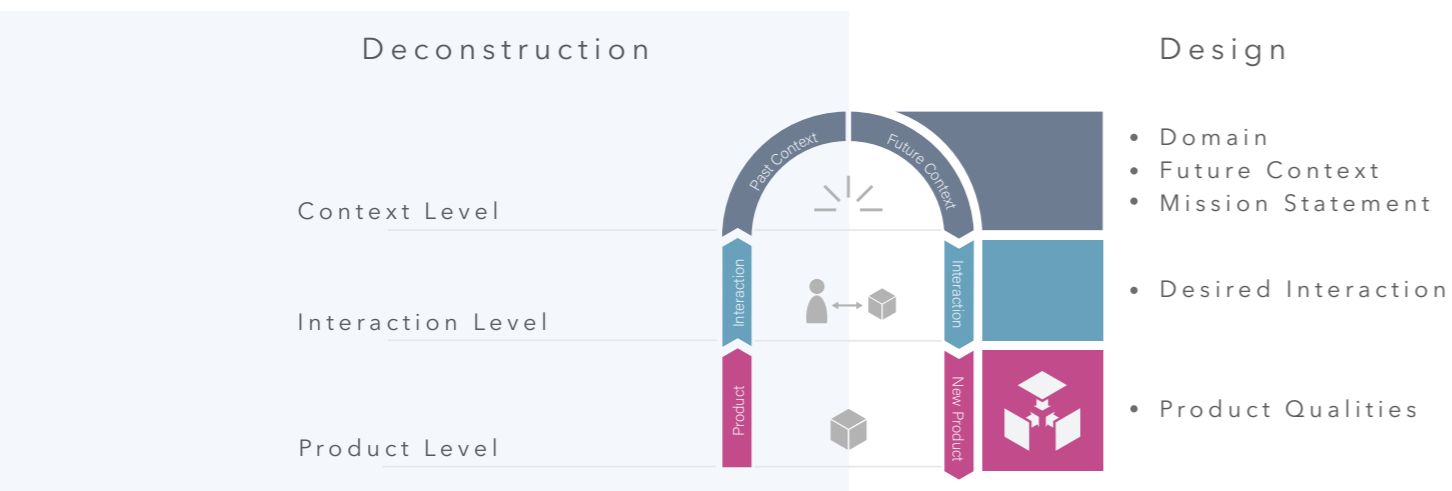 Deconstruction
Design
Past Context
Future Context
• Domain
• Future Context
• Mission Statement
Context Level
Interaction
Interaction
• Desired Interaction
Interaction Level
Product
New Product
• Product Qualities
Product Level